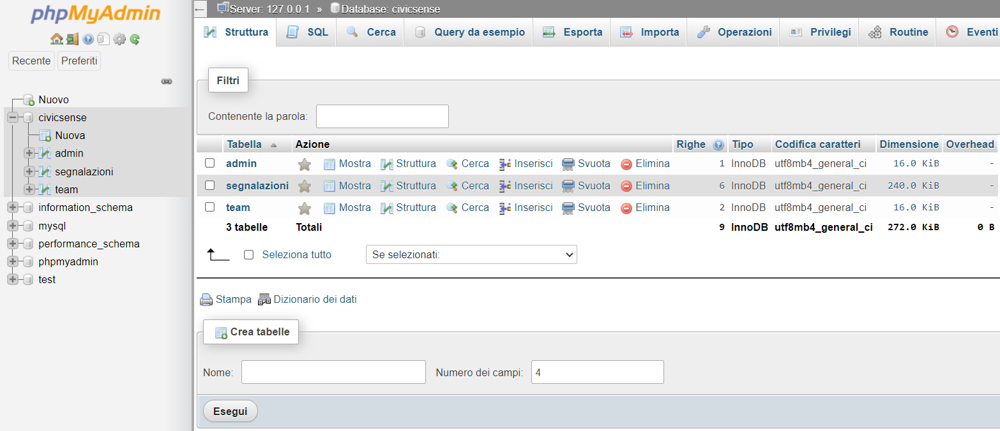 phpMyAdmin
Recente Preferiti
Nuovo
civicsense
Nuova
admin
segnalazioni
team
information_schema
mysql
performance_schema
phpmyadmin
test
Server: 127.0.0.1 » Database: civicsense
Struttura SQL Cerca Query da esempio Esporta Importa Operazioni Privilegi Routine Eventi
Filtri
Contenente la parola:
Tabella Azione Righe Tipo Codifica caratteri Dimensione Overhead
admin Mostra Struttura Cerca Inserisci Svuota Elimina 1 InnoDB utf8mb4_general_ci 16.0 KiB -
segnalazioni Mostra Struttura Cerca Inserisci Svuota Elimina 6 InnoDB utf8mb4_general_ci 240.0 KiB -
team Mostra Struttura Cerca Inserisci Svuota Elimina 2 InnoDB utf8mb4_general_ci 16.0 KiB -
3 tabelle Totali 9 InnoDB utf8mb4_general_ci 272.0 KiB 0 B
Seleziona tutto Se selezionati:
Stampa Dizionario dei dati
Crea tabelle
Nome: Numero dei campi: 4
Esegui